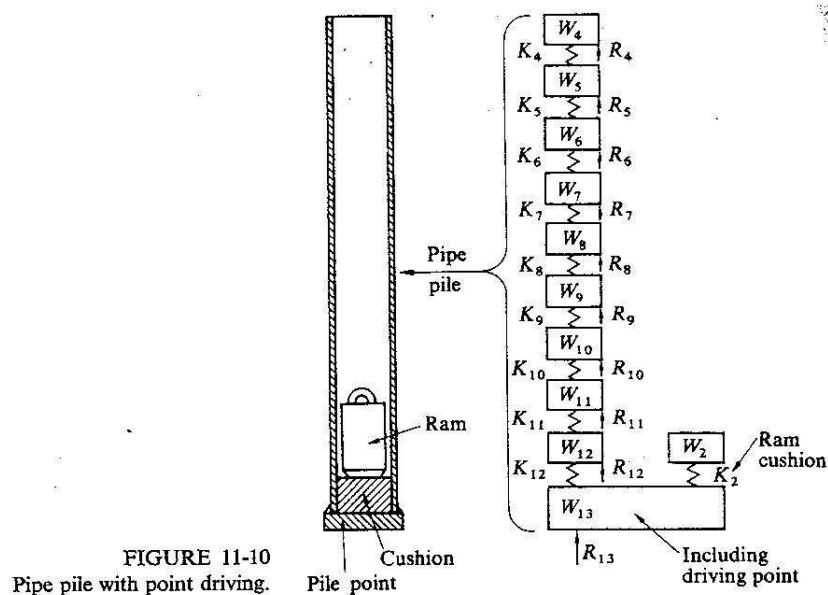 W4
K4 R4
W5
K5 R5
W6
K6 R6
W7
K7 R7
W8
Pipe pile
K8 R8
W9
K9 R9
W10
K10 R10
W11
K11 R11
Ram
W12 W2
Ram cushion
K12 R12 K2
W13
Cushion
Including driving point
R13
FIGURE 11-10
Pipe pile with point driving.
Pile point